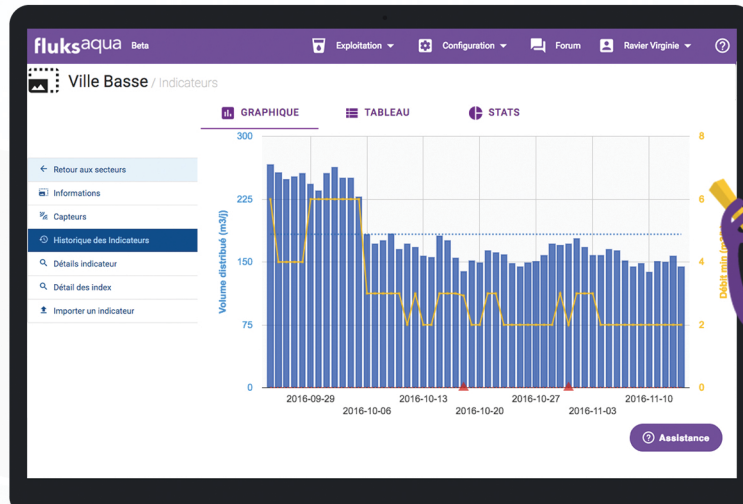 fluksaqua Beta
Exploitation
Configuration
Forum
Ravier Virginie
Ville Basse / Indicateurs
GRAPHIQUE
TABLEAU
STATS
Retour aux secteurs
Informations
Capteurs
Historique des Indicateurs
Détails indicateur
Détail des index
Importer un indicateur
Volume distribué (m3/j)
300
225
150
75
0
8
6
4
2
0
Débit min
2016-09-29
2016-10-06
2016-10-13
2016-10-20
2016-10-27
2016-11-03
2016-11-10
Assistance